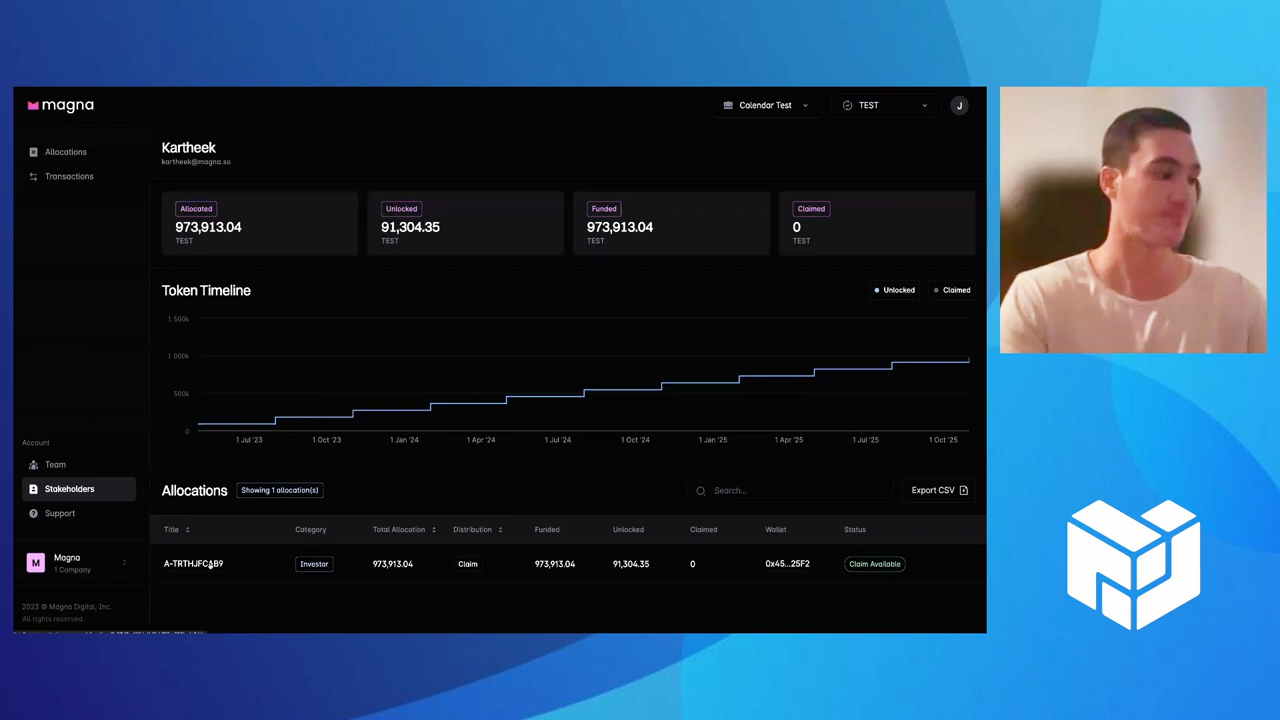 magna
Calendar Test
TEST
J
Allocations
Transactions
Kartheek
kartheek@magna.so
Allocated
973,913.04
TEST
Unlocked
91,304.35
TEST
Funded
973,913.04
TEST
Claimed
0
TEST
Token Timeline
Unlocked
Claimed
1 500k
1 000k
500k
0
1 Jul '23
1 Oct '23
1 Jan '24
1 Apr '24
1 Jul '24
1 Oct '24
1 Jan '25
1 Apr '25
1 Jul '25
1 Oct '25
Account
Team
Stakeholders
Support
M
Magna
1 Company
2023 © Magna Digital, Inc.
All rights reserved.
Allocations
Showing 1 allocation(s)
Search...
Export CSV
Title Category Total Allocation Distribution Funded Unlocked Claimed Wallet Status
A-TRTHJFCAB9 Investor 973,913.04 Claim 973,913.04 91,304.35 0 0x45...25F2 Claim Available